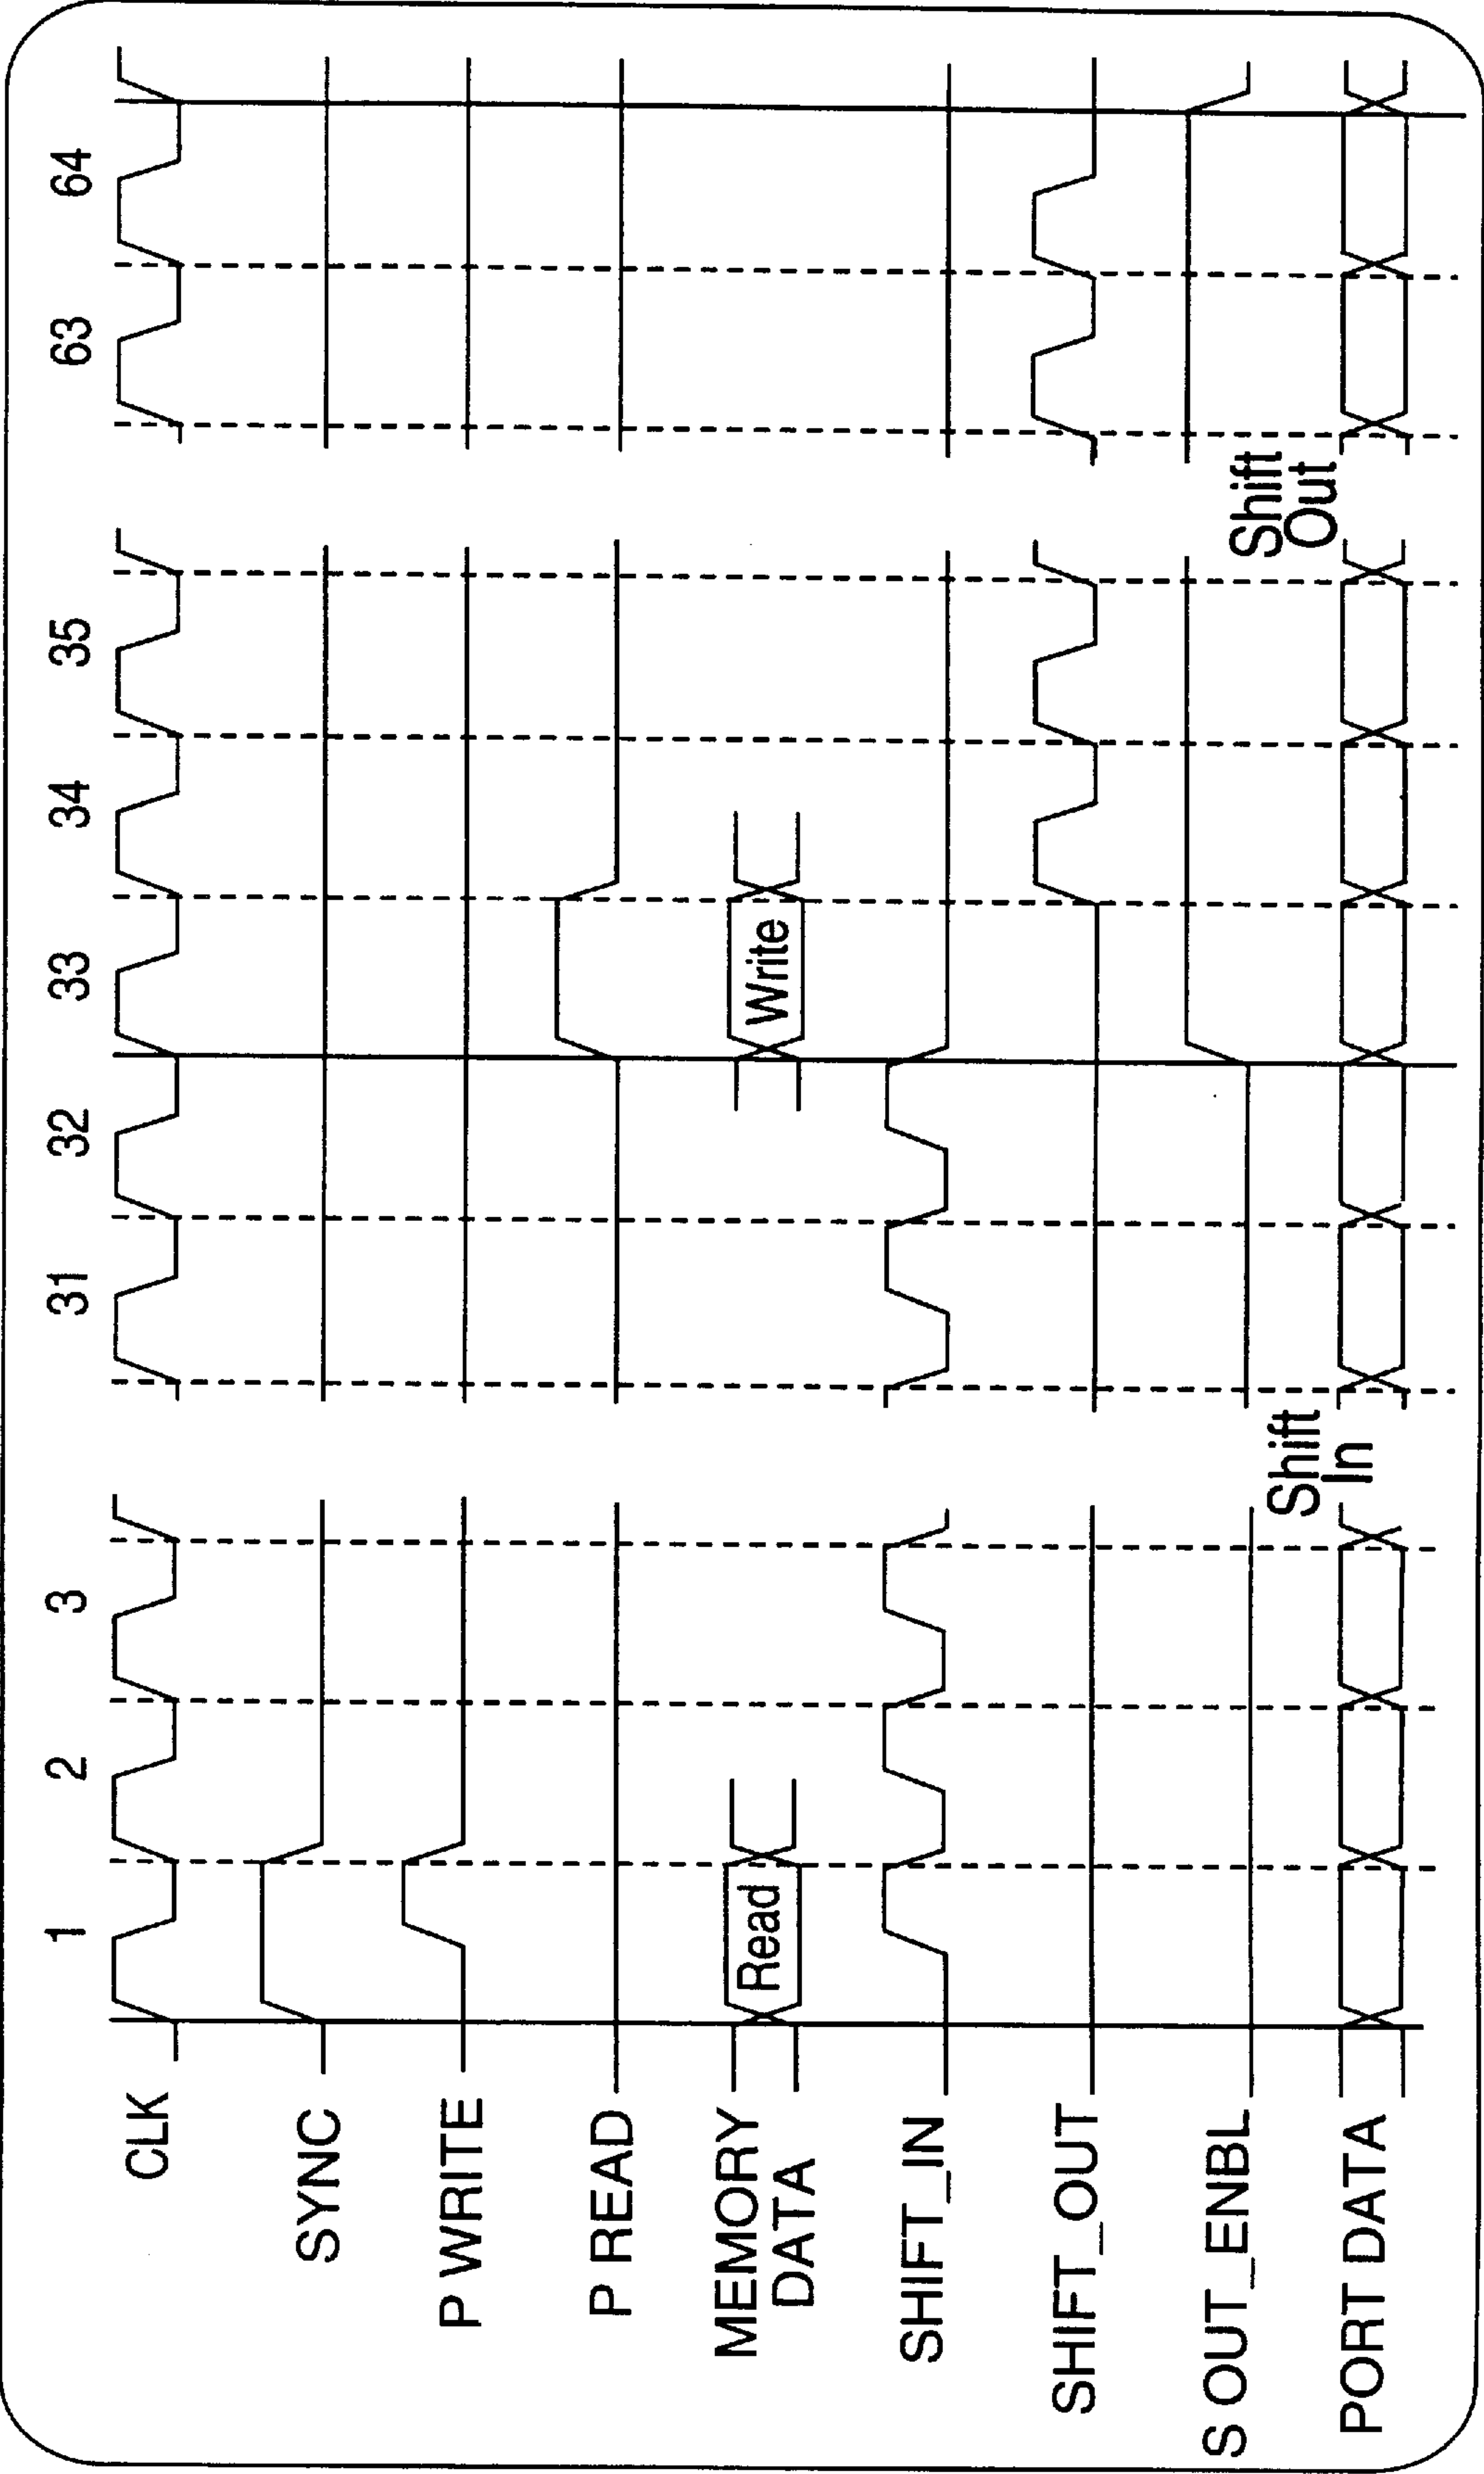 1 2 3 31 32 33 34 35 63 64
CLK
SYNC
P WRITE
P READ
MEMORY
DATA
Read
Write
SHIFT_IN
SHIFT_OUT
S OUT_ENBL
Shift
In
Shift
Out
PORT DATA